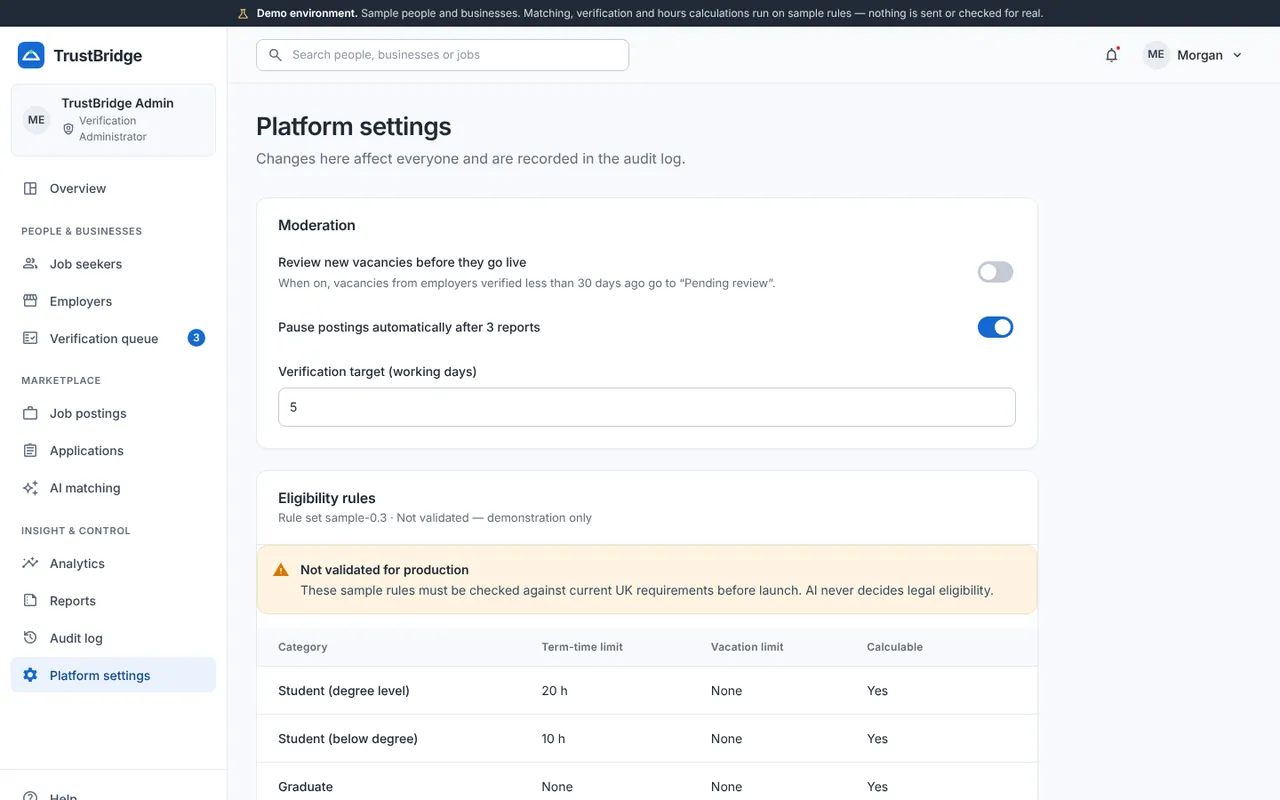 Demo environment. Sample people and businesses. Matching, verification and hours calculations run on sample rules — nothing is sent or checked for real.
TrustBridge
Search people, businesses or jobs
ME
Morgan
ME
TrustBridge Admin
Verification
Administrator
Overview
PEOPLE & BUSINESSES
Job seekers
Employers
Verification queue
3
MARKETPLACE
Job postings
Applications
AI matching
INSIGHT & CONTROL
Analytics
Reports
Audit log
Platform settings
Help
Platform settings
Changes here affect everyone and are recorded in the audit log.
Moderation
Review new vacancies before they go live
When on, vacancies from employers verified less than 30 days ago go to “Pending review”.
Pause postings automatically after 3 reports
Verification target (working days)
5
Eligibility rules
Rule set sample-0.3 · Not validated — demonstration only
Not validated for production
These sample rules must be checked against current UK requirements before launch. AI never decides legal eligibility.
Category Term-time limit Vacation limit Calculable
Student (degree level) 20 h None Yes
Student (below degree) 10 h None Yes
Graduate None None Yes